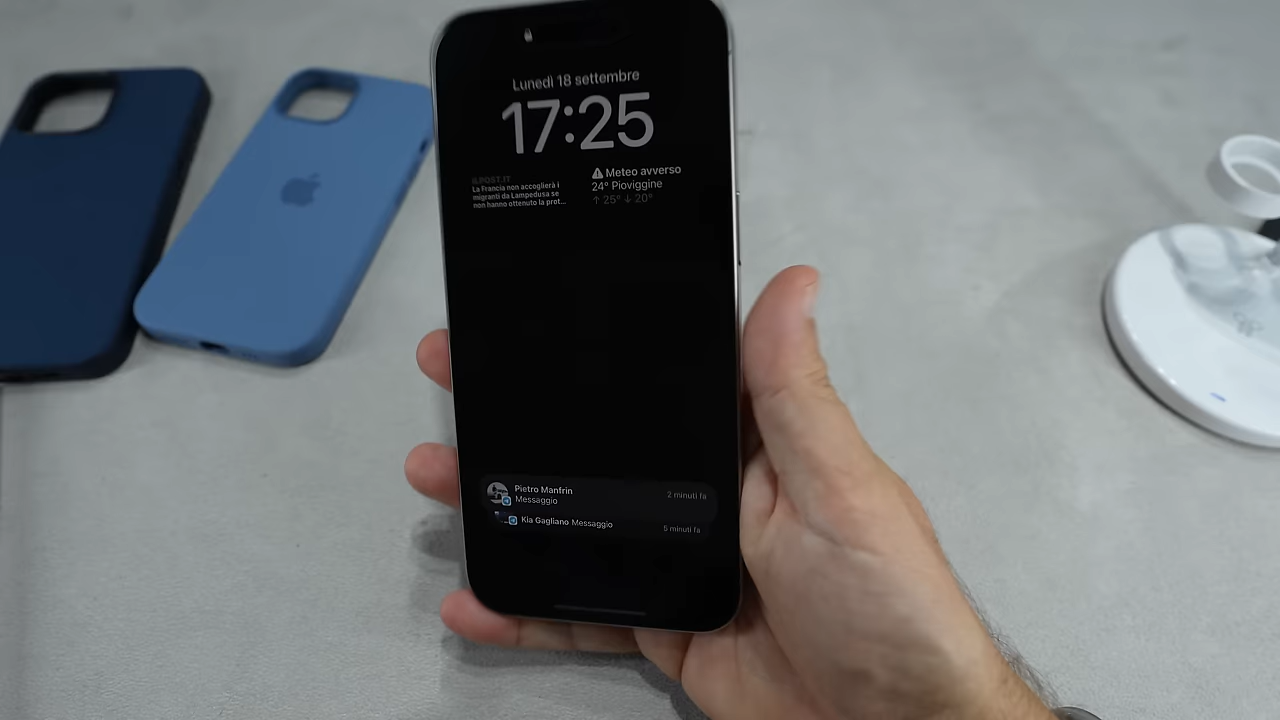 Lunedì 18 settembre
17:25
ILPOST.IT
La Francia non accoglierà i
migranti da Lampedusa se
non hanno ottenuto la prot...
Meteo avverso
24° Pioviggine
↑ 25° ↓ 20°
Pietro Manfrin
Messaggio
2 minuti fa
Kia Gagliano Messaggio
5 minuti fa